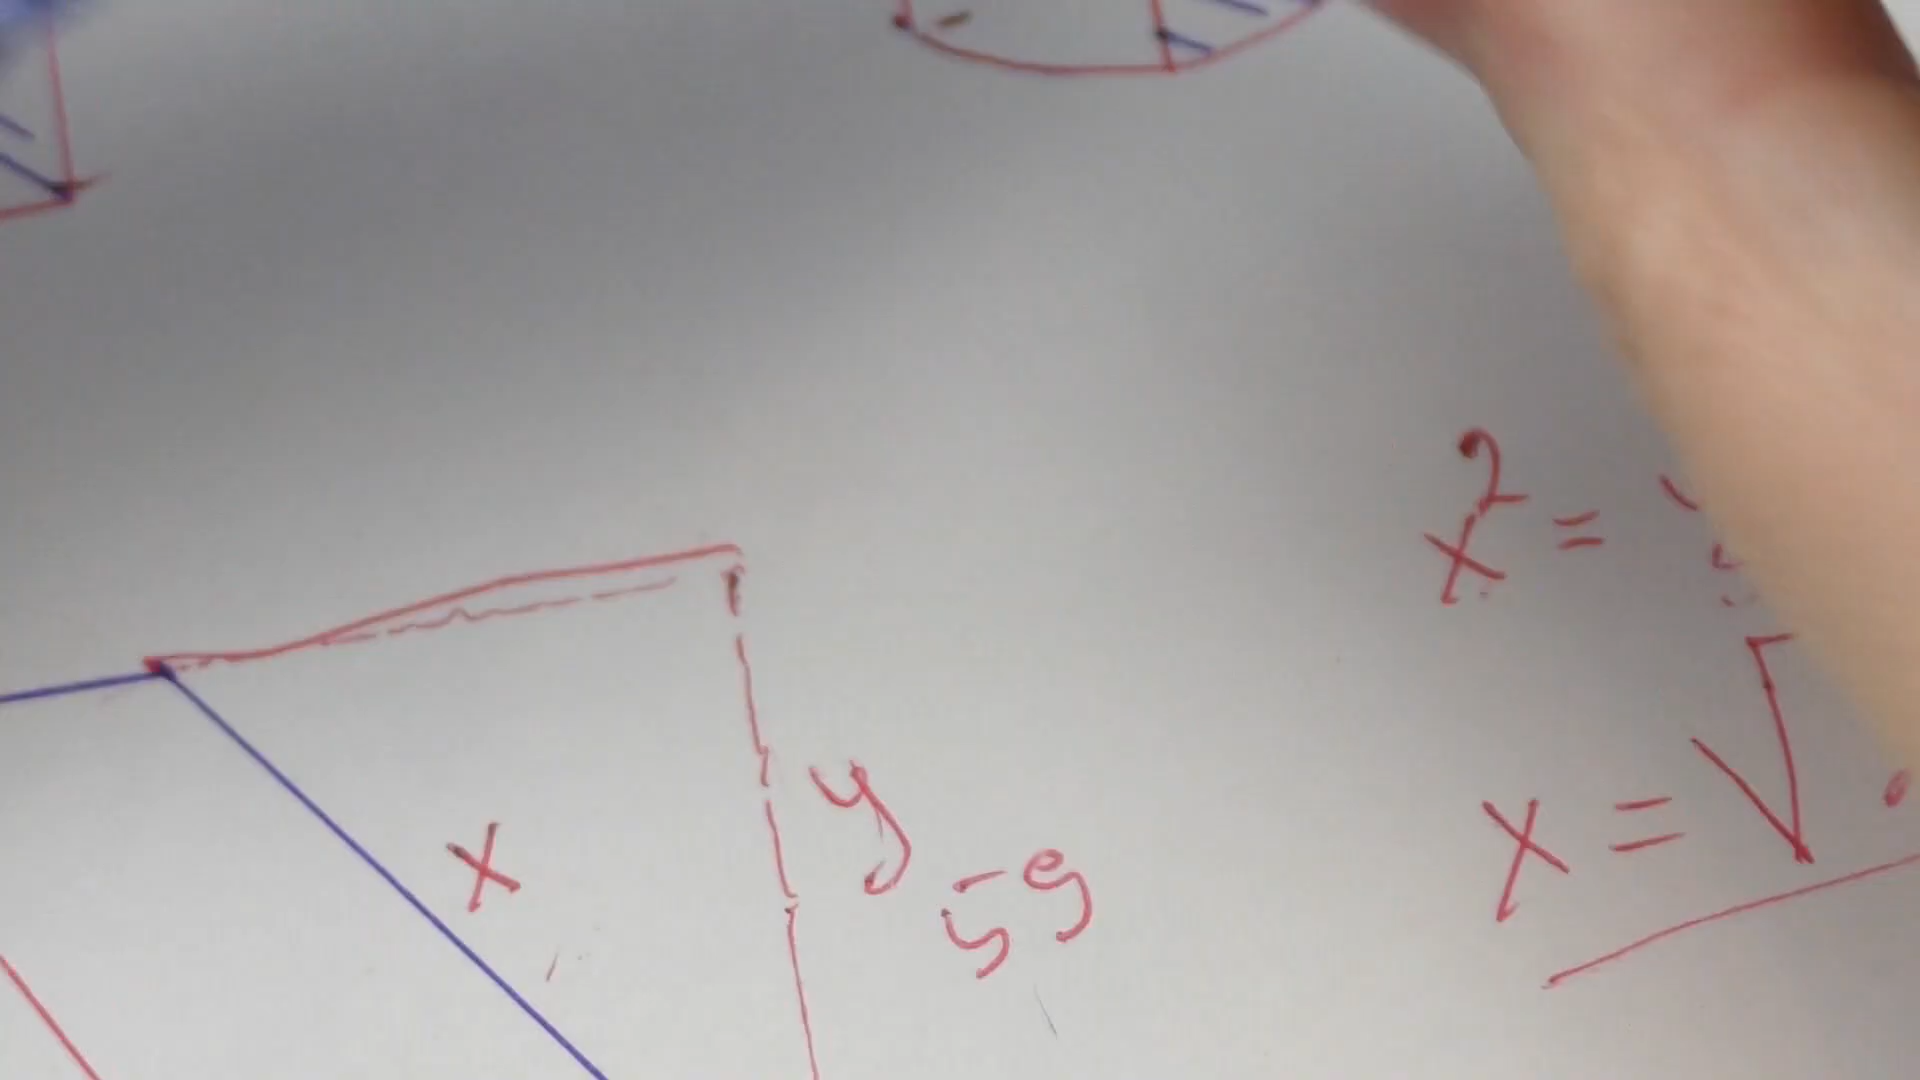 x² =
x = √
x
y
59